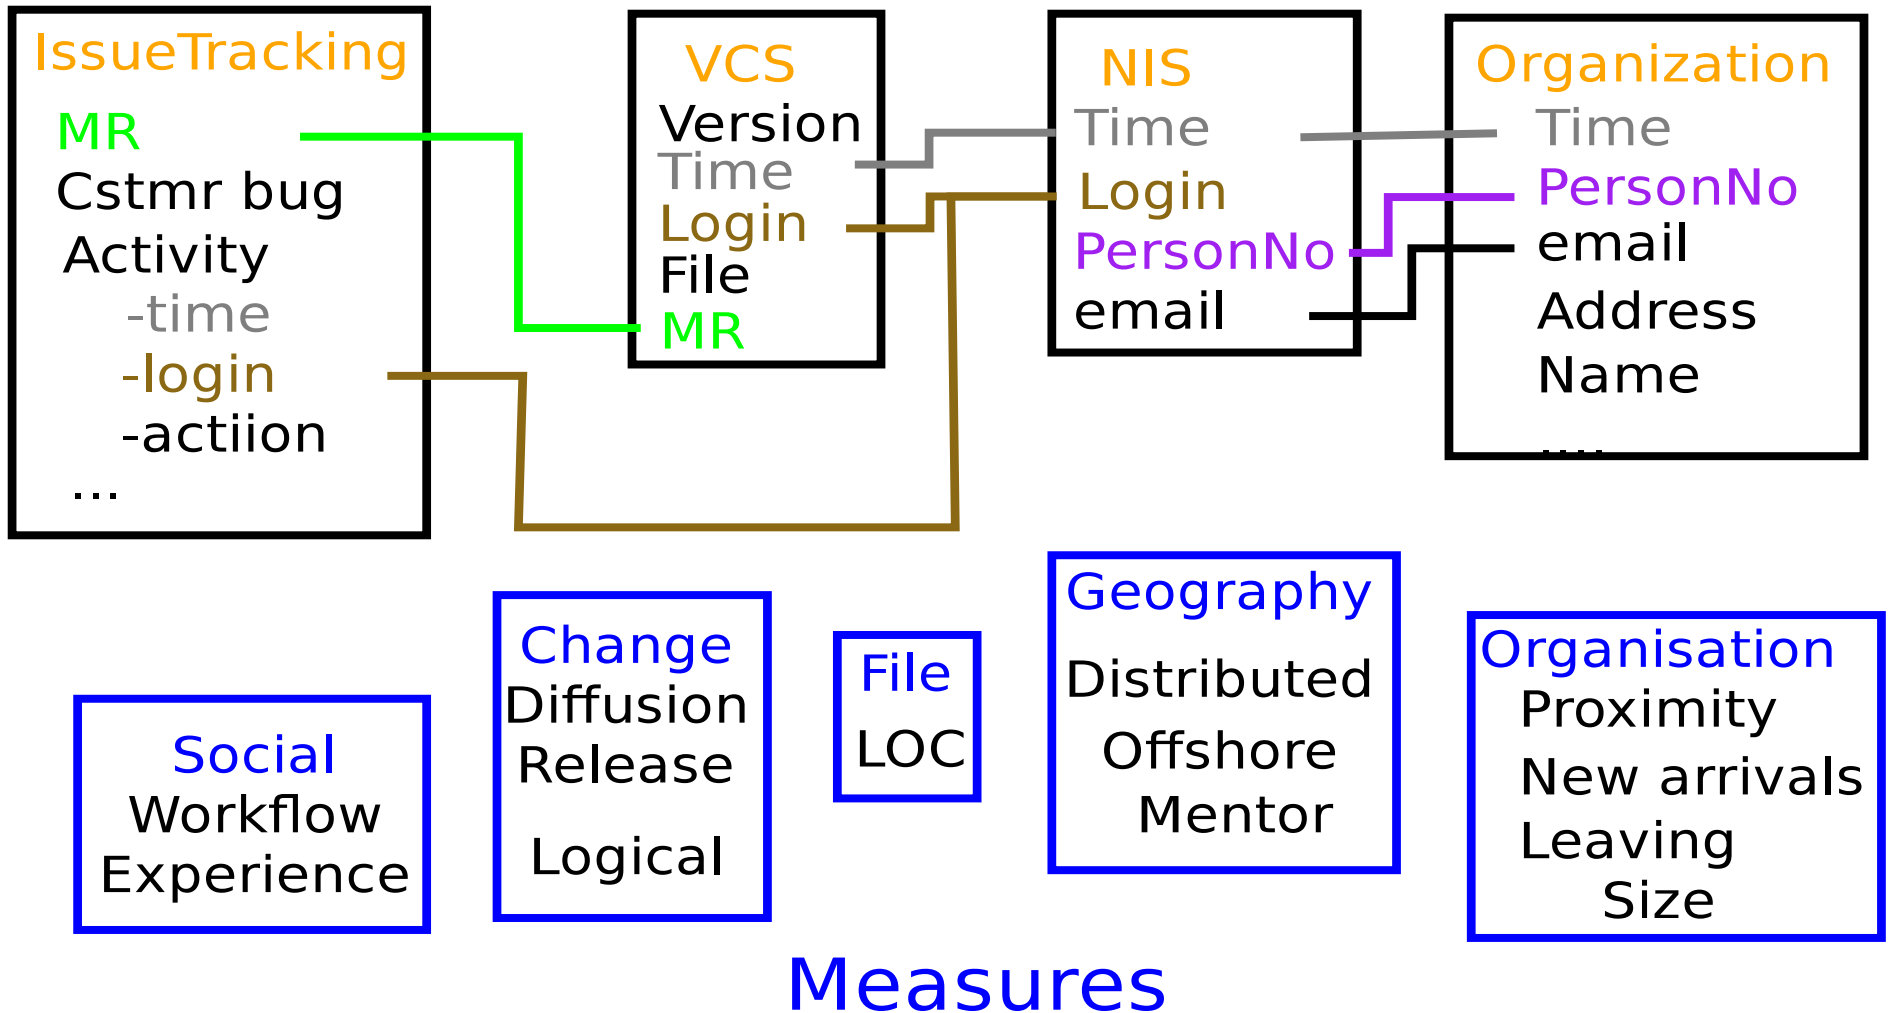 IssueTracking
MR
Cstmr bug
Activity
-time
-login
-actiion
...
VCS
Version
Time
Login
File
MR
NIS
Time
Login
PersonNo
email
Organization
Time
PersonNo
email
Address
Name
....
Social
Workflow
Experience
Change
Diffusion
Release
Logical
File
LOC
Geography
Distributed
Offshore
Mentor
Organisation
Proximity
New arrivals
Leaving
Size
Measures